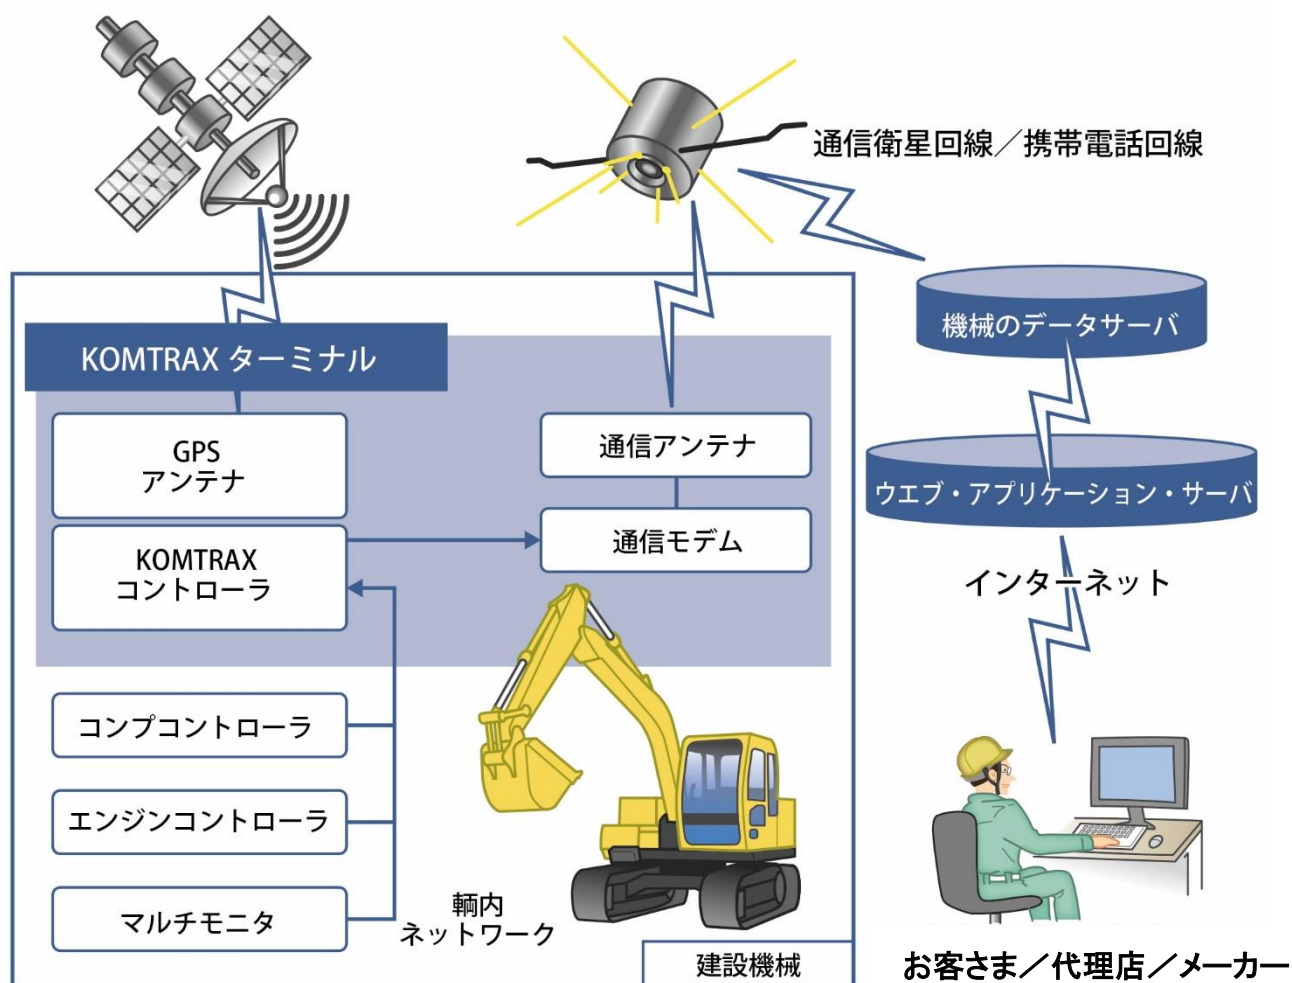 通信衛星回線／携帯電話回線
機械のデータサーバ
KOMTRAX ターミナル
GPS
アンテナ
通信アンテナ
ウエブ・アプリケーション・サーバ
通信モデム
KOMTRAX
コントローラ
インターネット
コンプコントローラ
エンジンコントローラ
マルチモニタ
輌内
ネットワーク
建設機械
お客さま／代理店／メーカー